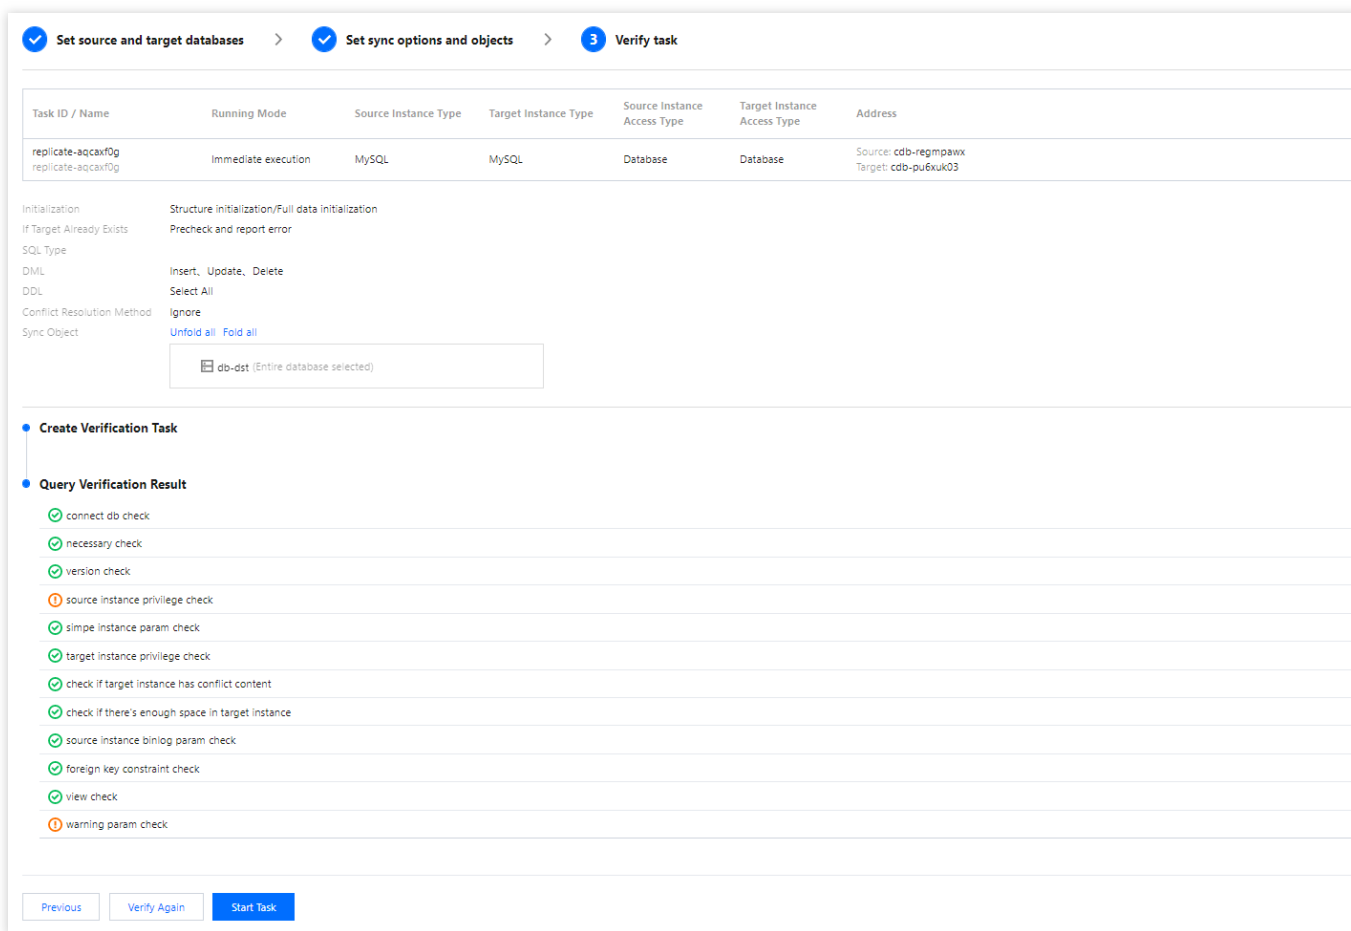 Set source and target databases > Set sync options and objects > 3 Verify task
Task ID / Name Running Mode Source Instance Type Target Instance Type Source Instance Access Type Target Instance Access Type Address
replicate-aqcaxf0g Immediate execution MySQL MySQL Database Database Source: cdb-regmpawx
replicate-aqcaxf0g Target: cdb-pu6xuk03
Initialization Structure initialization/Full data initialization
If Target Already Exists Precheck and report error
SQL Type
DML Insert、Update、Delete
DDL Select All
Conflict Resolution Method Ignore
Sync Object Unfold all Fold all
db-dst (Entire database selected)
Create Verification Task
Query Verification Result
connect db check
necessary check
version check
source instance privilege check
simpe instance param check
target instance privilege check
check if target instance has conflict content
check if there's enough space in target instance
source instance binlog param check
foreign key constraint check
view check
warning param check
Previous Verify Again Start Task